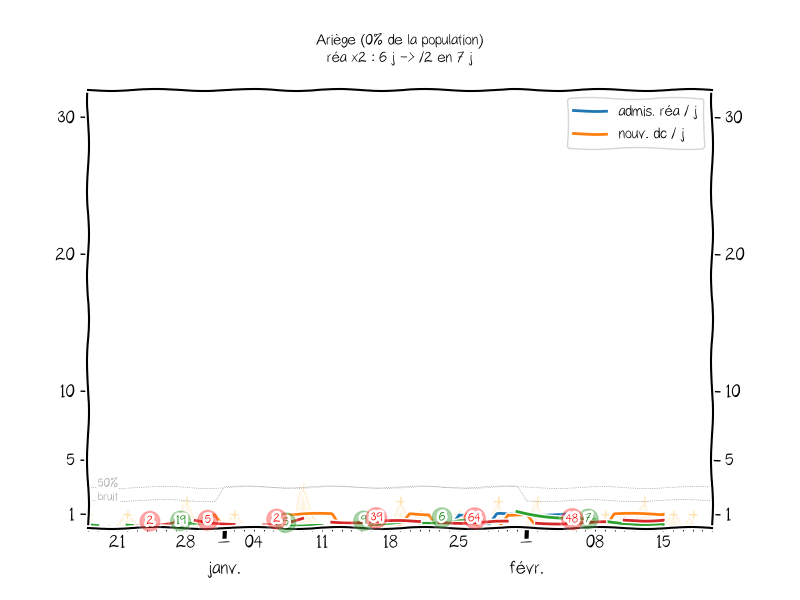 Ariège (0% de la population)
réa x2 : 6 j -> /2 en 7 j
admis. réa / j
nouv. dc / j
30 30
20 20
10 10
5 5
50%
bruit
1 1
2 19 5 2 39 6 64 48 7
21 28 04 11 18 25 08 15
janv. févr.